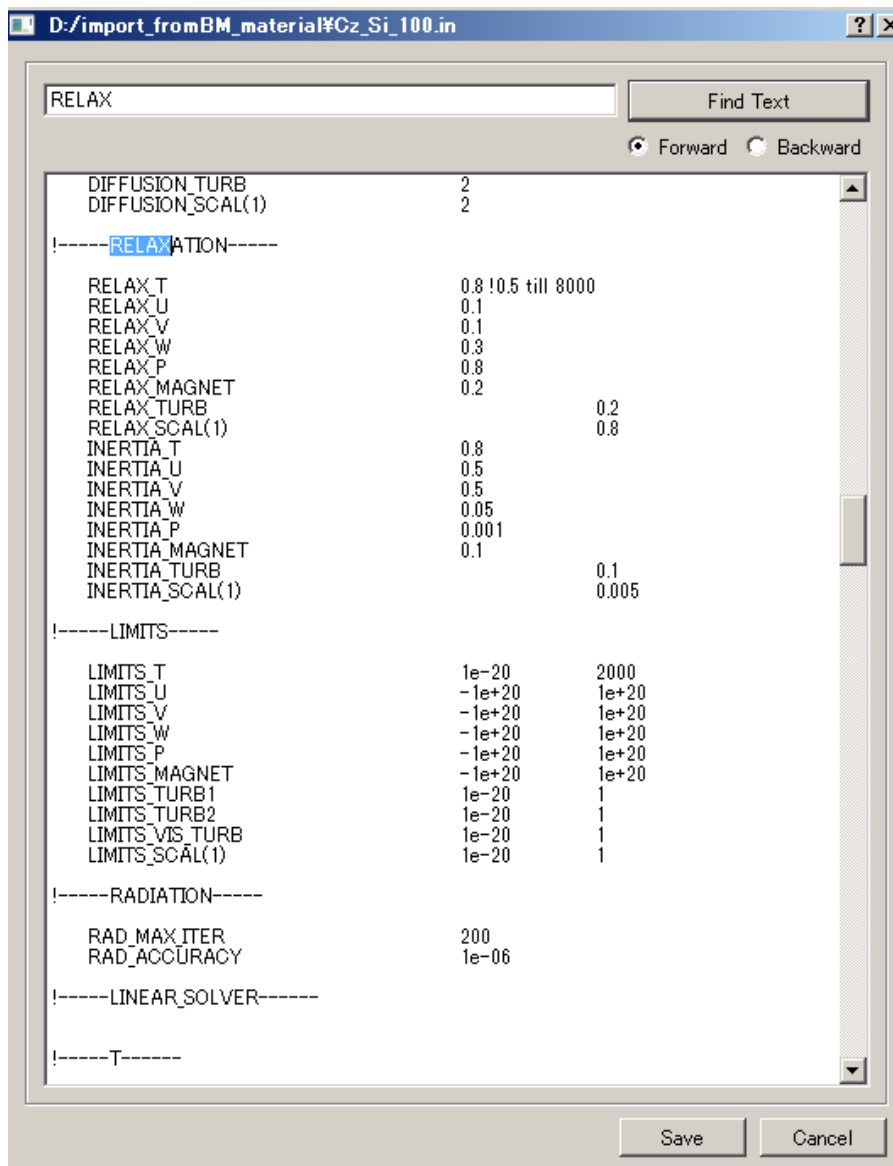 D:/import_fromBM_material¥Cz_Si_100.in
RELAX
Find Text
Forward Backward
DIFFUSION_TURB 2
DIFFUSION_SCAL(1) 2
!-----RELAXATION-----
RELAX_T 0.8 !0.5 till 8000
RELAX_U 0.1
RELAX_V 0.1
RELAX_W 0.3
RELAX_P 0.8
RELAX_MAGNET 0.2
RELAX_TURB 0.2
RELAX_SCAL(1) 0.8
INERTIA_T 0.8
INERTIA_U 0.5
INERTIA_V 0.5
INERTIA_W 0.05
INERTIA_P 0.001
INERTIA_MAGNET 0.1
INERTIA_TURB 0.1
INERTIA_SCAL(1) 0.005
!-----LIMITS-----
LIMITS_T 1e-20 2000
LIMITS_U -1e+20 1e+20
LIMITS_V -1e+20 1e+20
LIMITS_W -1e+20 1e+20
LIMITS_P -1e+20 1e+20
LIMITS_MAGNET -1e+20 1e+20
LIMITS_TURB1 1e-20 1
LIMITS_TURB2 1e-20 1
LIMITS_VIS_TURB 1e-20 1
LIMITS_SCAL(1) 1e-20 1
!-----RADIATION-----
RAD_MAX_ITER 200
RAD_ACCURACY 1e-06
!-----LINEAR_SOLVER------
!-----T------
Save Cancel